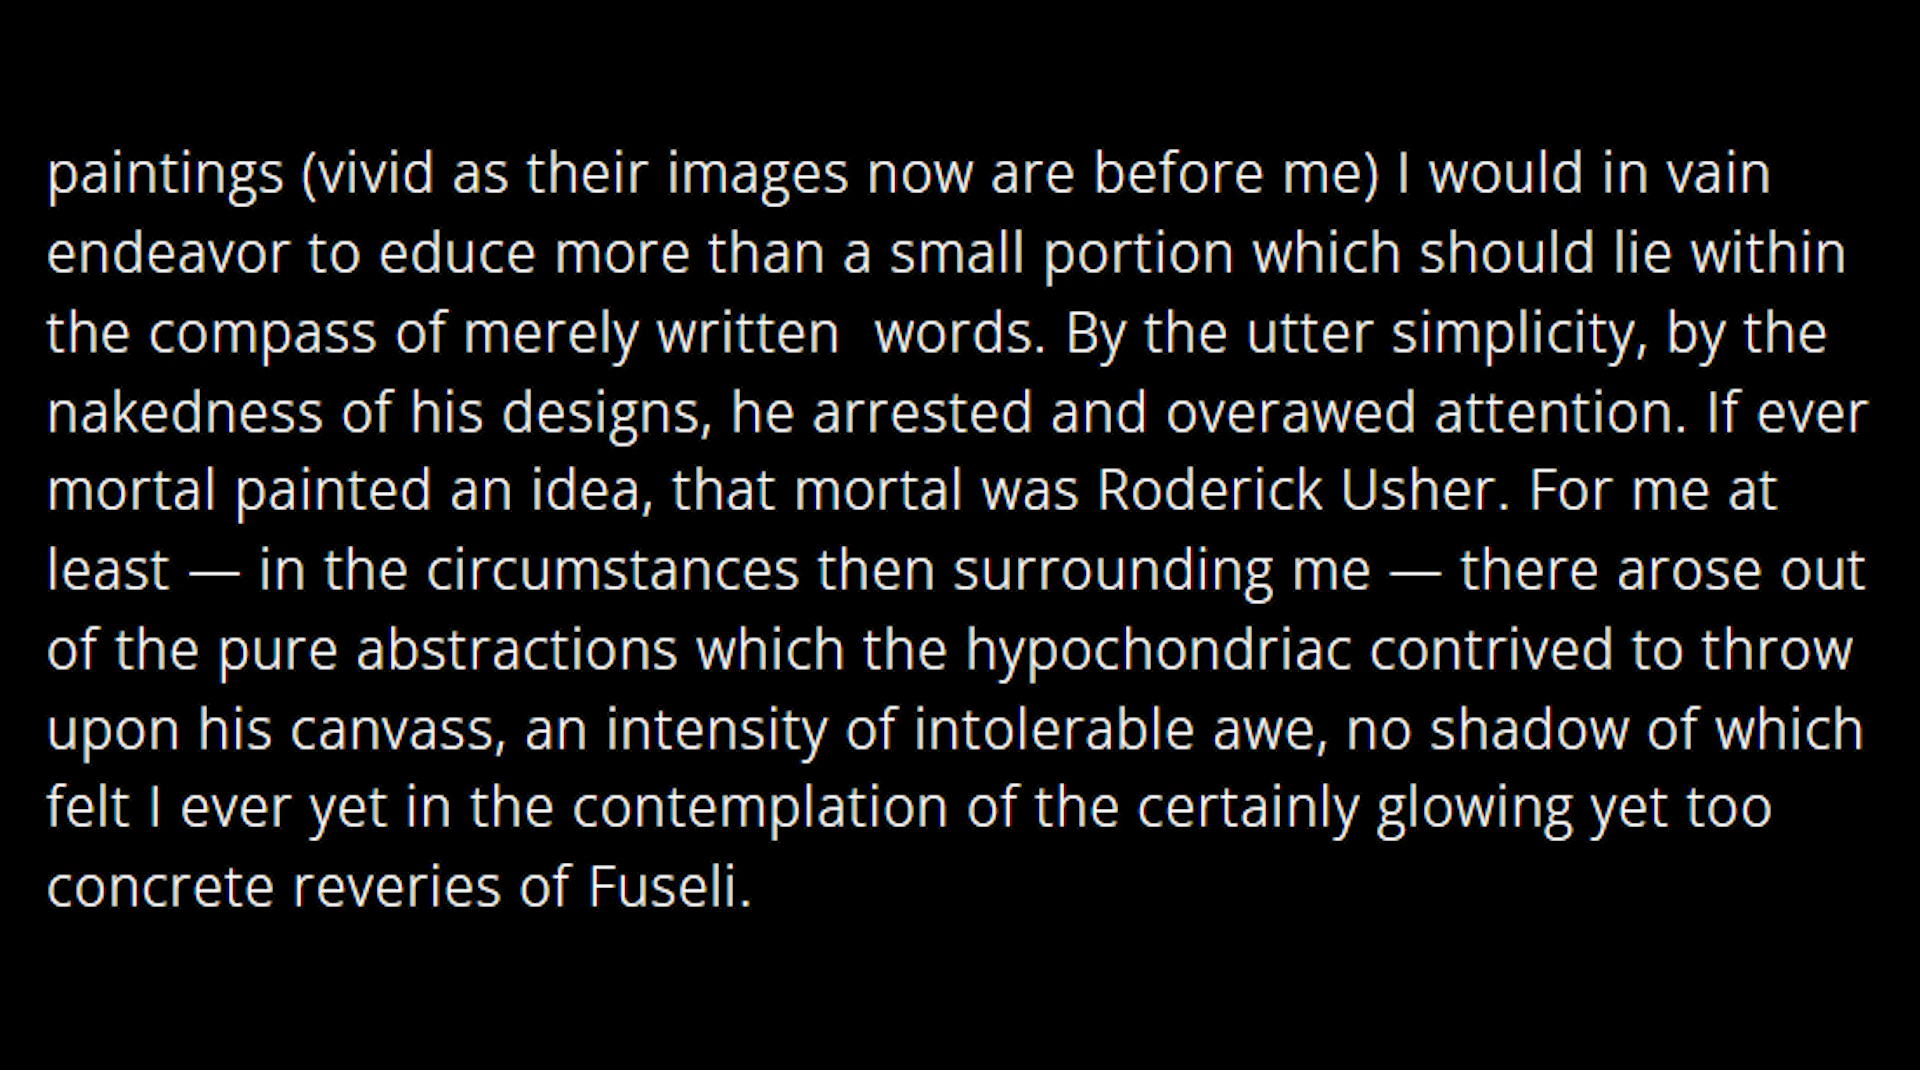 paintings (vivid as their images now are before me) I would in vain
endeavor to educe more than a small portion which should lie within
the compass of merely written  words. By the utter simplicity, by the
nakedness of his designs, he arrested and overawed attention. If ever
mortal painted an idea, that mortal was Roderick Usher. For me at
least — in the circumstances then surrounding me — there arose out
of the pure abstractions which the hypochondriac contrived to throw
upon his canvass, an intensity of intolerable awe, no shadow of which
felt I ever yet in the contemplation of the certainly glowing yet too
concrete reveries of Fuseli.